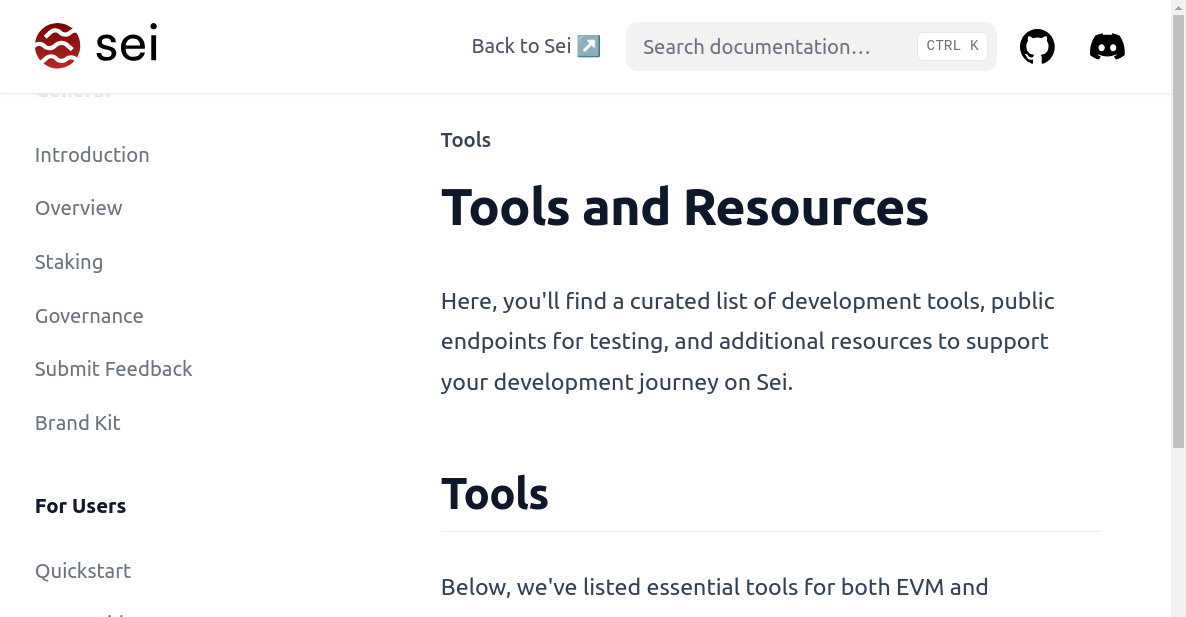 sei
Back to Sei ↗
Search documentation…
CTRL K
General
Introduction
Overview
Staking
Governance
Submit Feedback
Brand Kit
For Users
Quickstart
Tools
Tools and Resources
Here, you'll find a curated list of development tools, public
endpoints for testing, and additional resources to support
your development journey on Sei.
Tools
Below, we've listed essential tools for both EVM and